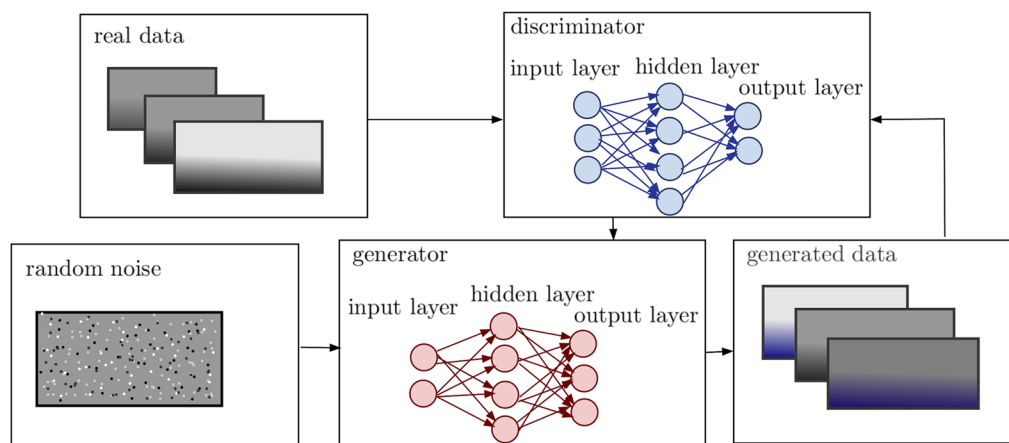 real data
discriminator
input layer
hidden layer
output layer
random noise
generator
input layer
hidden layer
output layer
generated data